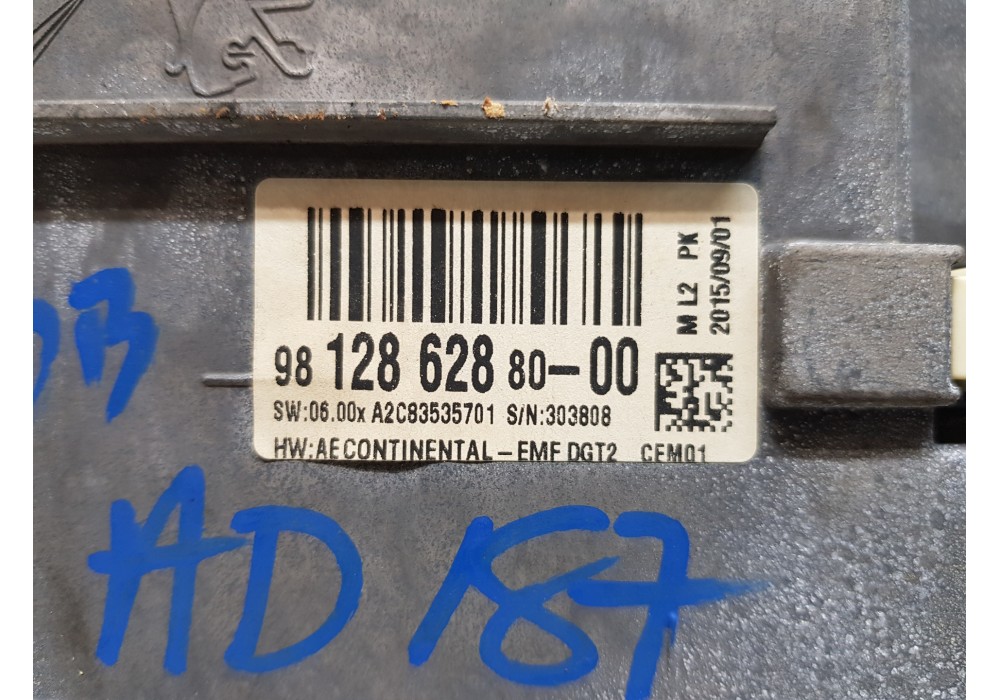 M L2 PK
2015/09/01
98 128 628 80-00
SW:06.00x A2C83535701 S/N:303808
HW:AE CONTINENTAL-EMF DGT2 CEM01
AD 187